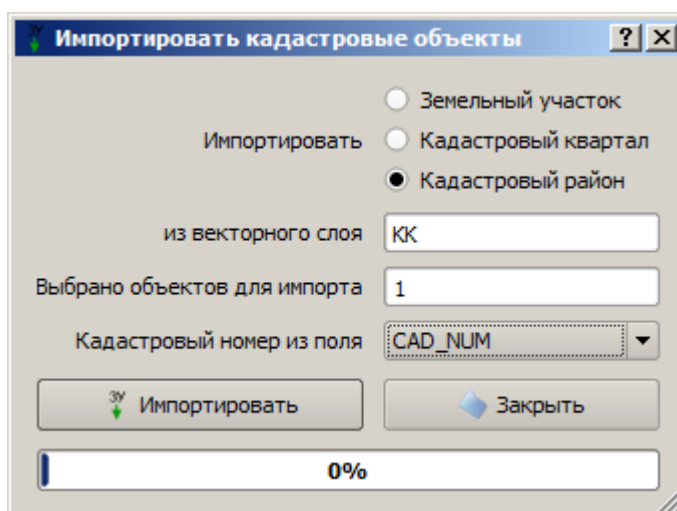 Импортировать кадастровые объекты
Земельный участок
Импортировать
Кадастровый квартал
Кадастровый район
из векторного слоя
КК
Выбрано объектов для импорта
1
Кадастровый номер из поля
CAD_NUM
ЗУ Импортировать
Закрыть
0%